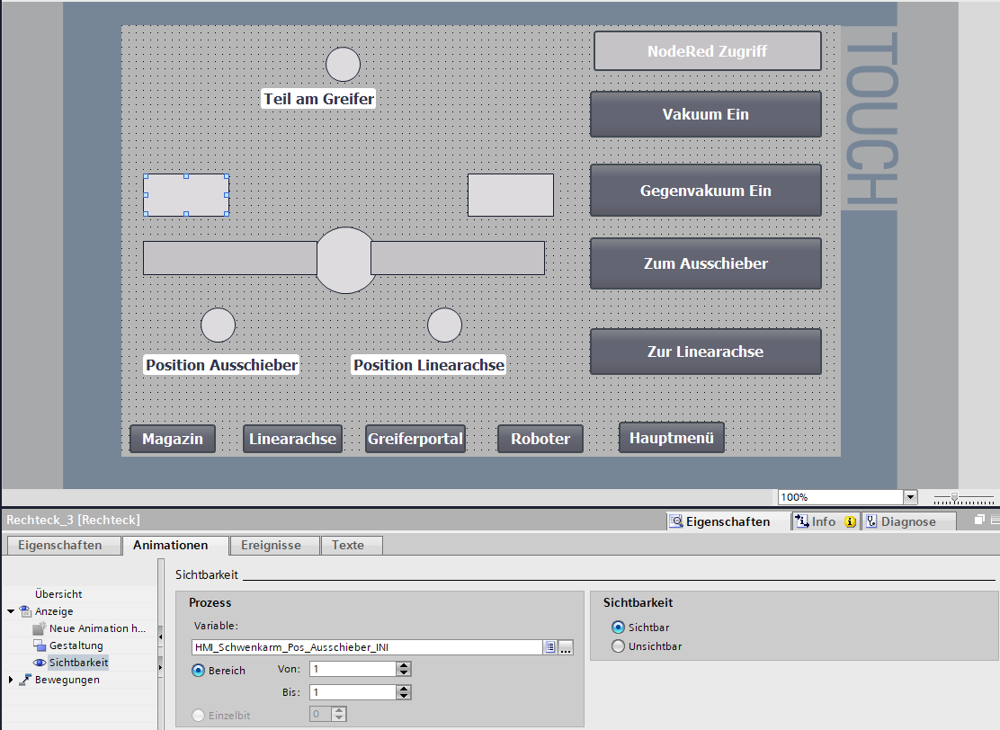 NodeRed Zugriff
TOUCH
Teil am Greifer
Vakuum Ein
Gegenvakuum Ein
Zum Ausschieber
Zur Linearachse
Position Ausschieber
Position Linearachse
Magazin
Linearachse
Greiferportal
Roboter
Hauptmenü
100%
Rechteck_3 [Rechteck]
Eigenschaften
Info
Diagnose
Eigenschaften
Animationen
Ereignisse
Texte
Übersicht
Anzeige
Neue Animation h...
Gestaltung
Sichtbarkeit
Bewegungen
Sichtbarkeit
Prozess
Variable:
HMI_Schwenkarm_Pos_Ausschieber_INI
...
Bereich
Von:
1
Bis:
1
Einzelbit
0
Sichtbarkeit
Sichtbar
Unsichtbar